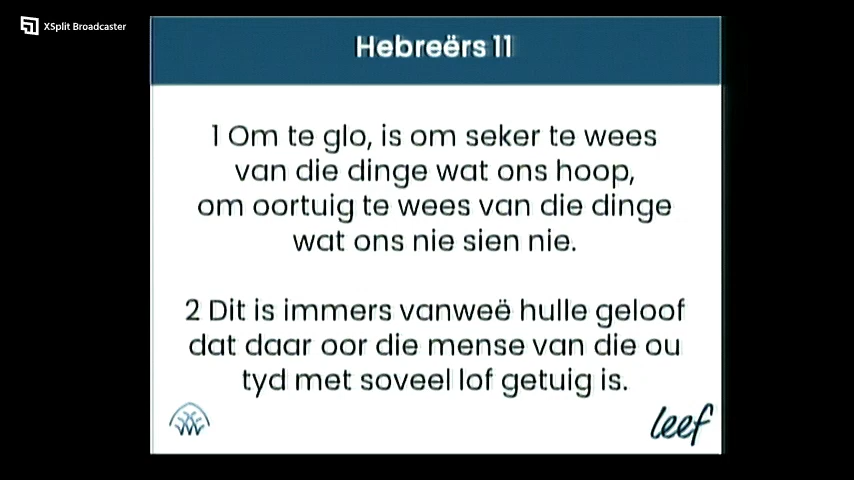 XSplit Broadcaster
Hebreërs 11
1 Om te glo, is om seker te wees
van die dinge wat ons hoop,
om oortuig te wees van die dinge
wat ons nie sien nie.
2 Dit is immers vanweë hulle geloof
dat daar oor die mense van die ou
tyd met soveel lof getuig is.
leef